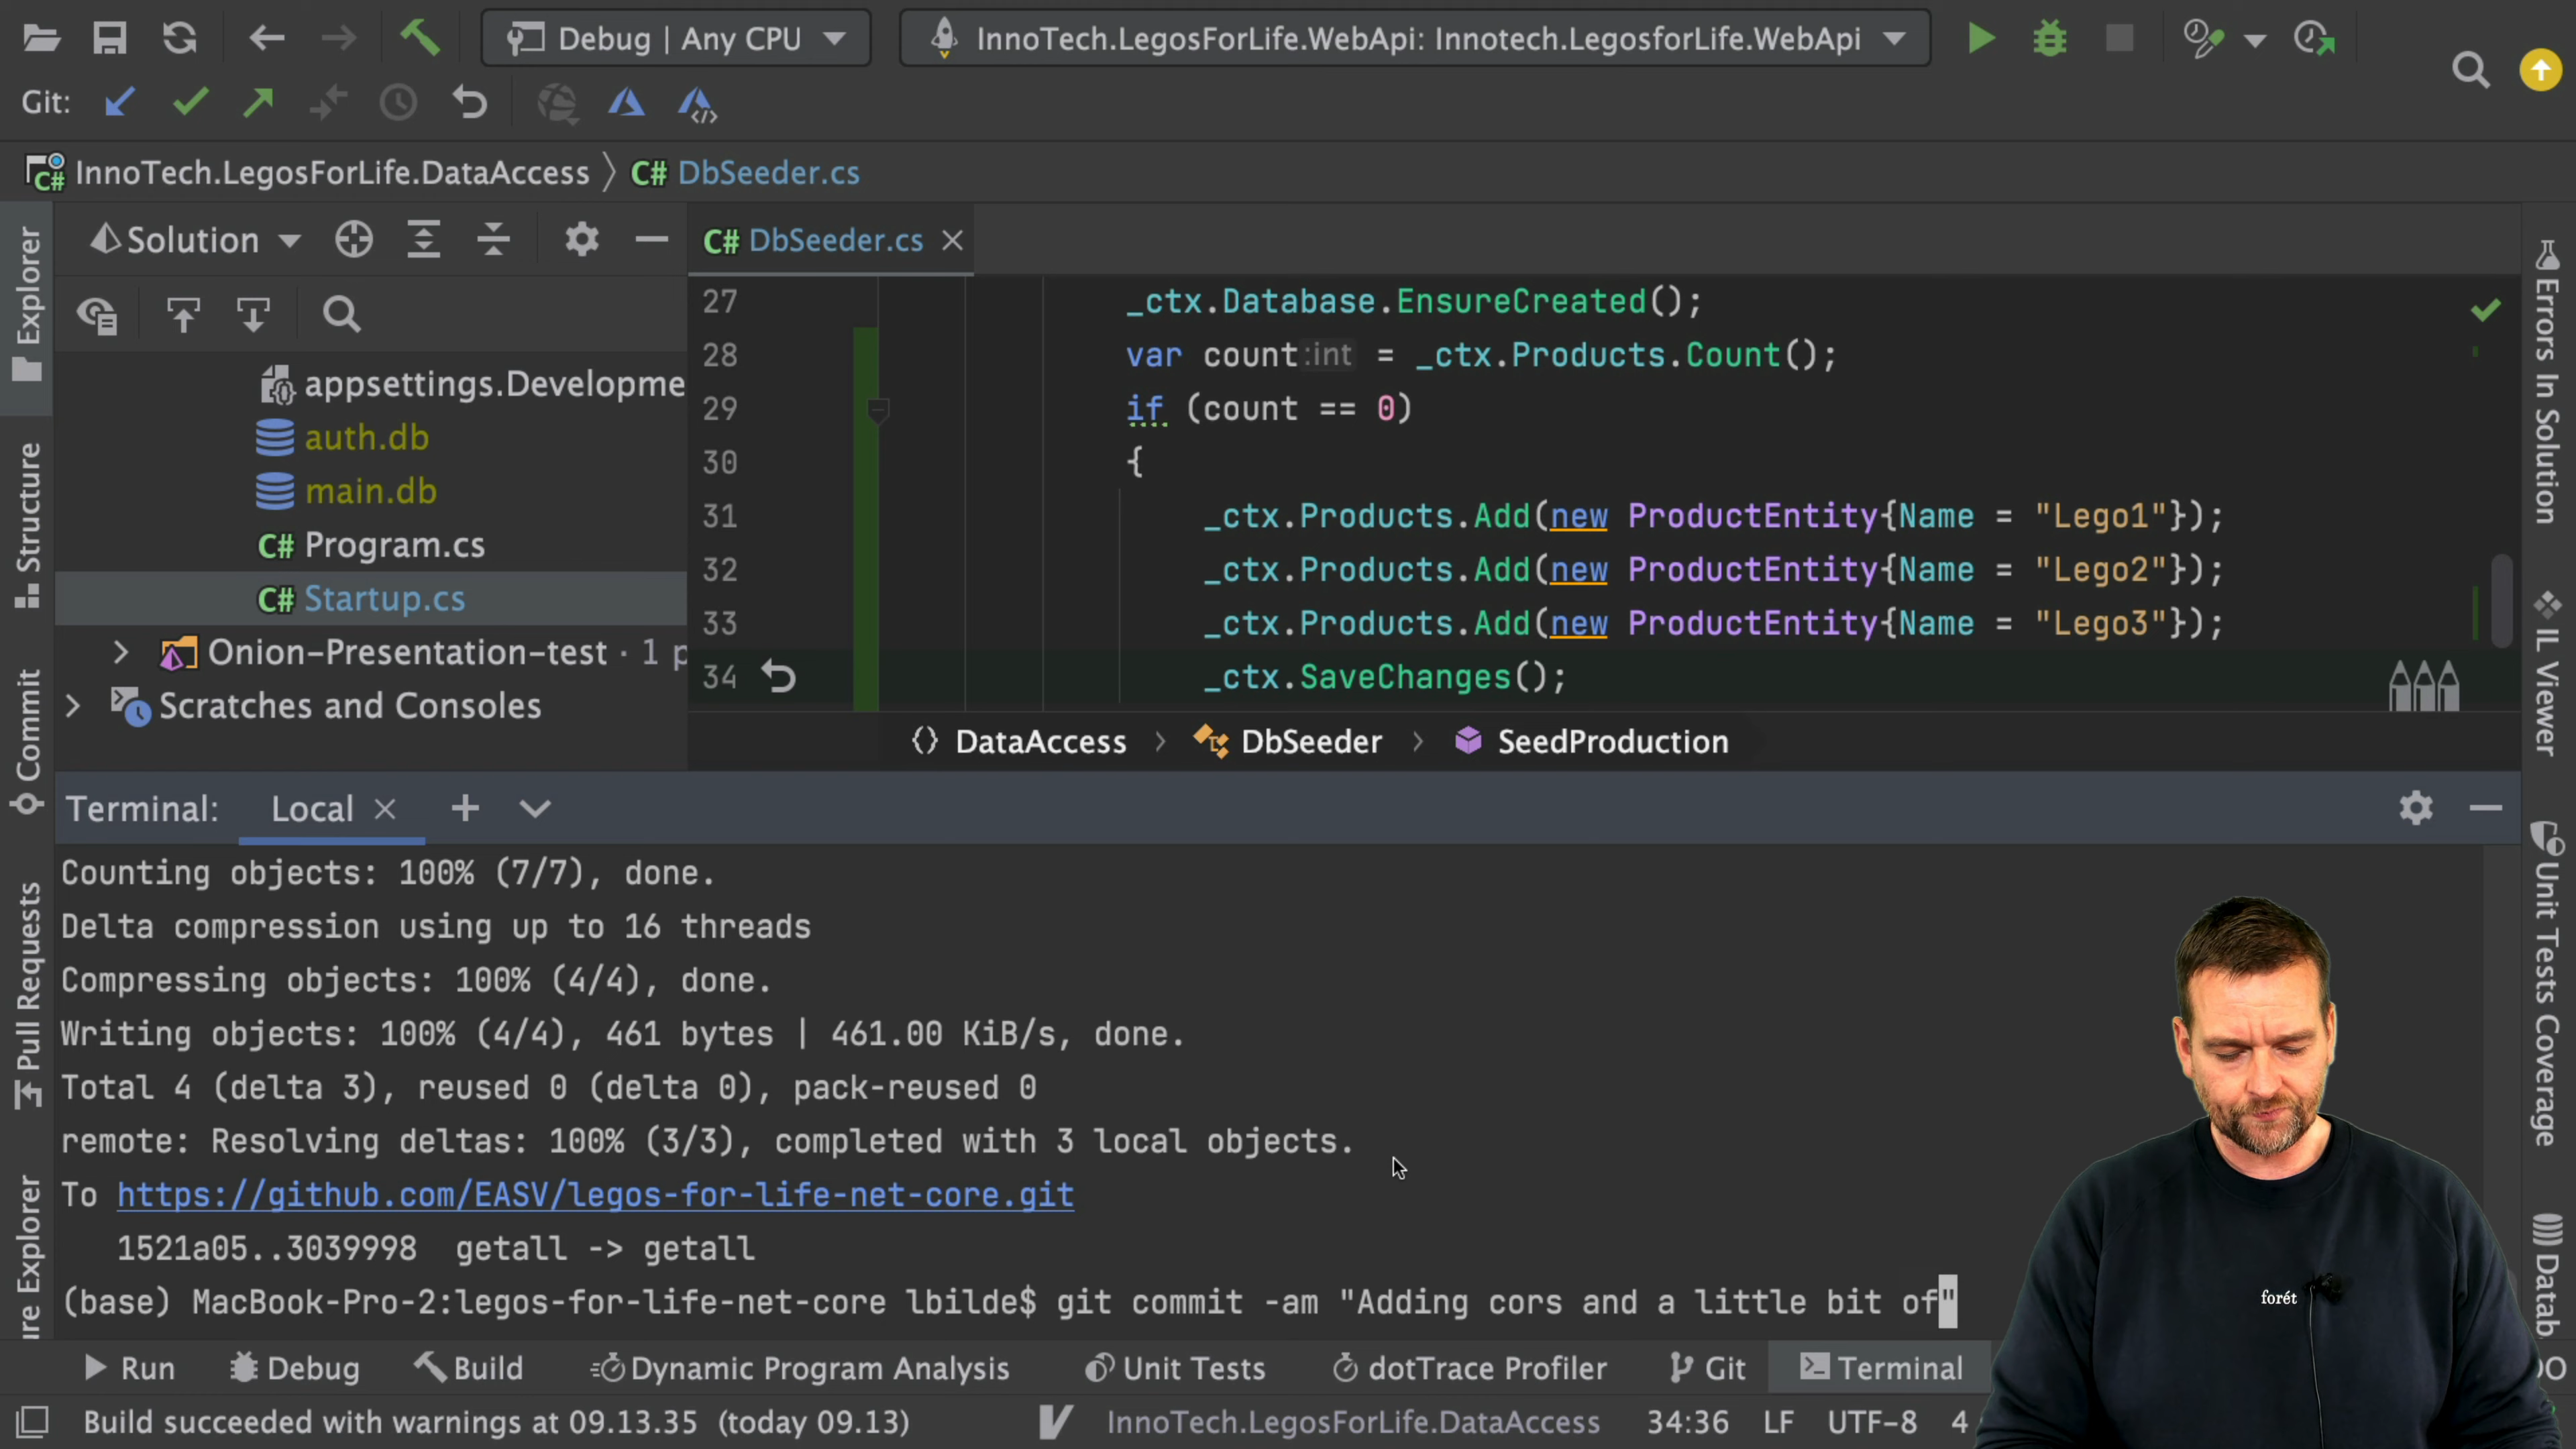 Debug | Any CPU
InnoTech.LegosForLife.WebApi: Innotech.LegosforLife.WebApi
Git:
InnoTech.LegosForLife.DataAccess
C# DbSeeder.cs
Explorer
Structure
Commit
Pull Requests
Solution
C# DbSeeder.cs
appsettings.Developme
auth.db
main.db
C# Program.cs
C# Startup.cs
Onion-Presentation-test · 1 p
Scratches and Consoles
27 _ctx.Database.EnsureCreated();
28 var count:int = _ctx.Products.Count();
29 if (count == 0)
30 {
31 _ctx.Products.Add(new ProductEntity{Name = "Lego1"});
32 _ctx.Products.Add(new ProductEntity{Name = "Lego2"});
33 _ctx.Products.Add(new ProductEntity{Name = "Lego3"});
34 _ctx.SaveChanges();
{} DataAccess > DbSeeder > SeedProduction
Errors In Solution
IL Viewer
Unit Tests Coverage
Datab
Terminal: Local
Counting objects: 100% (7/7), done.
Delta compression using up to 16 threads
Compressing objects: 100% (4/4), done.
Writing objects: 100% (4/4), 461 bytes | 461.00 KiB/s, done.
Total 4 (delta 3), reused 0 (delta 0), pack-reused 0
remote: Resolving deltas: 100% (3/3), completed with 3 local objects.
To https://github.com/EASV/legos-for-life-net-core.git
1521a05..3039998 getall -> getall
(base) MacBook-Pro-2:legos-for-life-net-core lbilde$ git commit -am "Adding cors and a little bit of"
ure Explorer
forét
Run
Debug
Build
Dynamic Program Analysis
Unit Tests
dotTrace Profiler
Git
Terminal
Build succeeded with warnings at 09.13.35 (today 09.13)
InnoTech.LegosForLife.DataAccess
34:36
LF
UTF-8
4